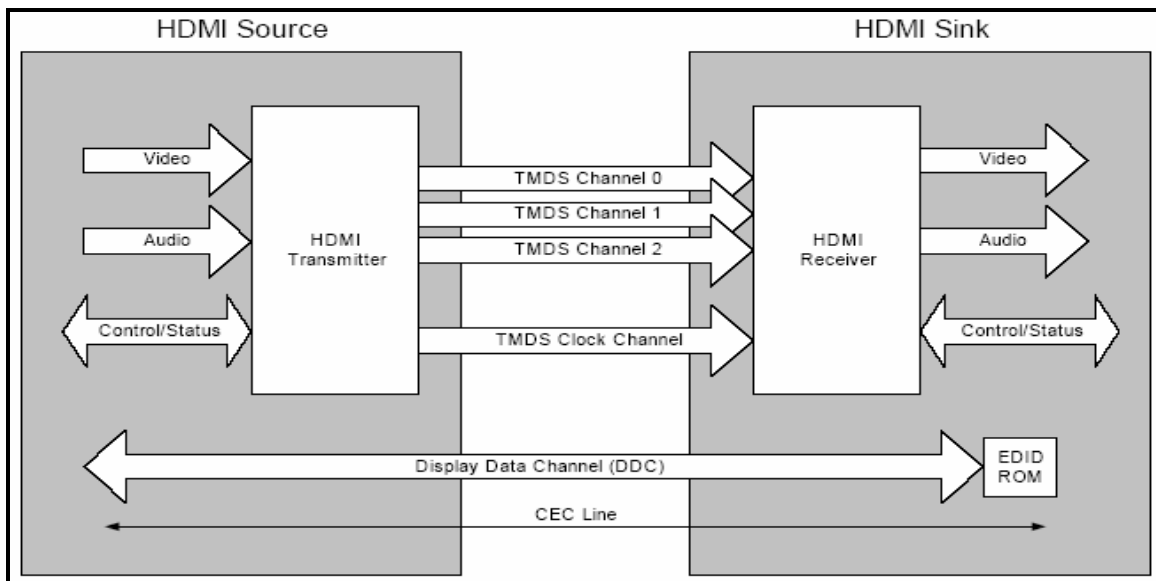 HDMI Source
HDMI Sink
Video
Audio
Control/Status
HDMI
Transmitter
TMDS Channel 0
TMDS Channel 1
TMDS Channel 2
TMDS Clock Channel
HDMI
Receiver
Video
Audio
Control/Status
Display Data Channel (DDC)
EDID
ROM
CEC Line